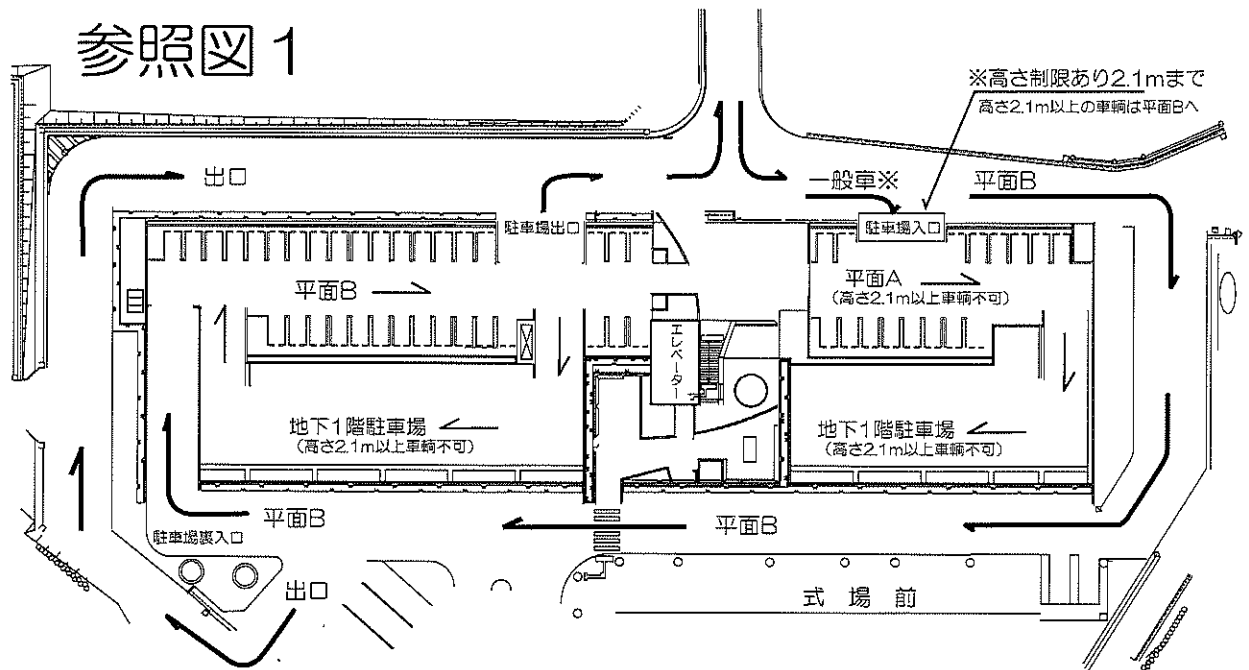 参照図1
※高さ制限あり2.1mまで
高さ2.1m以上の車輌は平面Bへ
出口
一般車※
平面B
駐車場出口
駐車場入口
平面B
平面A
(高さ2.1m以上車輌不可)
エレベーター
地下1階駐車場
(高さ2.1m以上車輌不可)
地下1階駐車場
(高さ2.1m以上車輌不可)
平面B
平面B
駐車場裏入口
出口
式場前